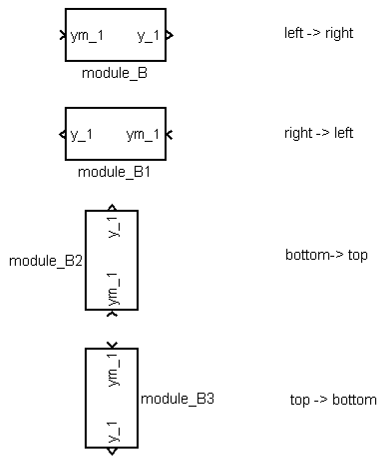 ym_1 y_1 left -> right
module_B
y_1 ym_1 right -> left
module_B1
y_1
module_B2 bottom-> top
ym_1
ym_1
module_B3 top -> bottom
y_1